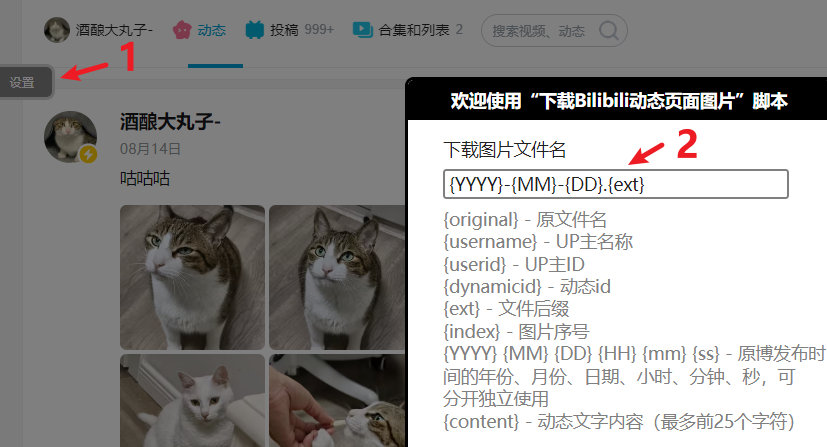 酒酿大丸子-
动态
投稿 999+
合集和列表 2
搜索视频、动态
1
设置
酒酿大丸子-
08月14日
咕咕咕
欢迎使用“下载Bilibili动态页面图片”脚本
下载图片文件名
2
{YYYY}-{MM}-{DD}.{ext}
{original} - 原文件名
{username} - UP主名称
{userid} - UP主ID
{dynamicid} - 动态id
{ext} - 文件后缀
{index} - 图片序号
{YYYY} {MM} {DD} {HH} {mm} {ss} - 原博发布时
间的年份、月份、日期、小时、分钟、秒，可
分开独立使用
{content} - 动态文字内容（最多前25个字符）